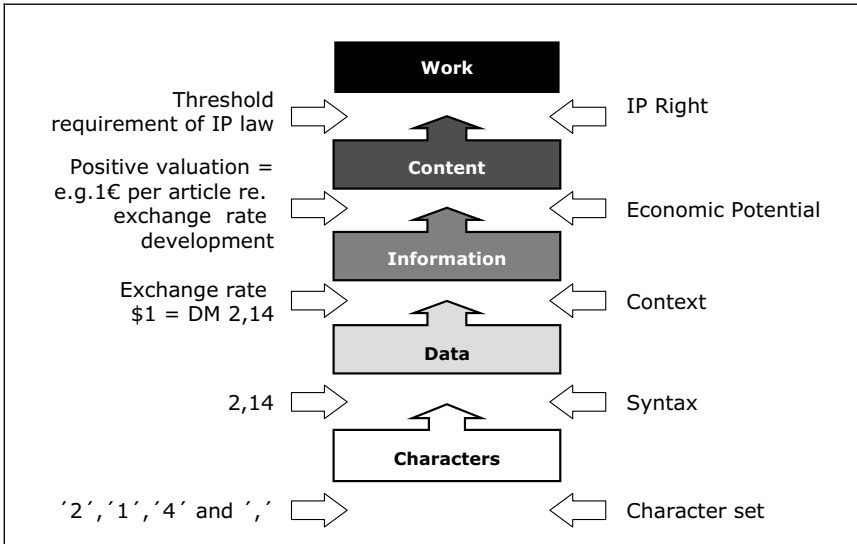 Work
Threshold
requirement of IP law
IP Right
Content
Positive valuation =
e.g.1€ per article re.
exchange rate
development
Economic Potential
Information
Exchange rate
$1 = DM 2,14
Context
Data
2,14
Syntax
Characters
´2´,´1´,´4´ and ´,´
Character set